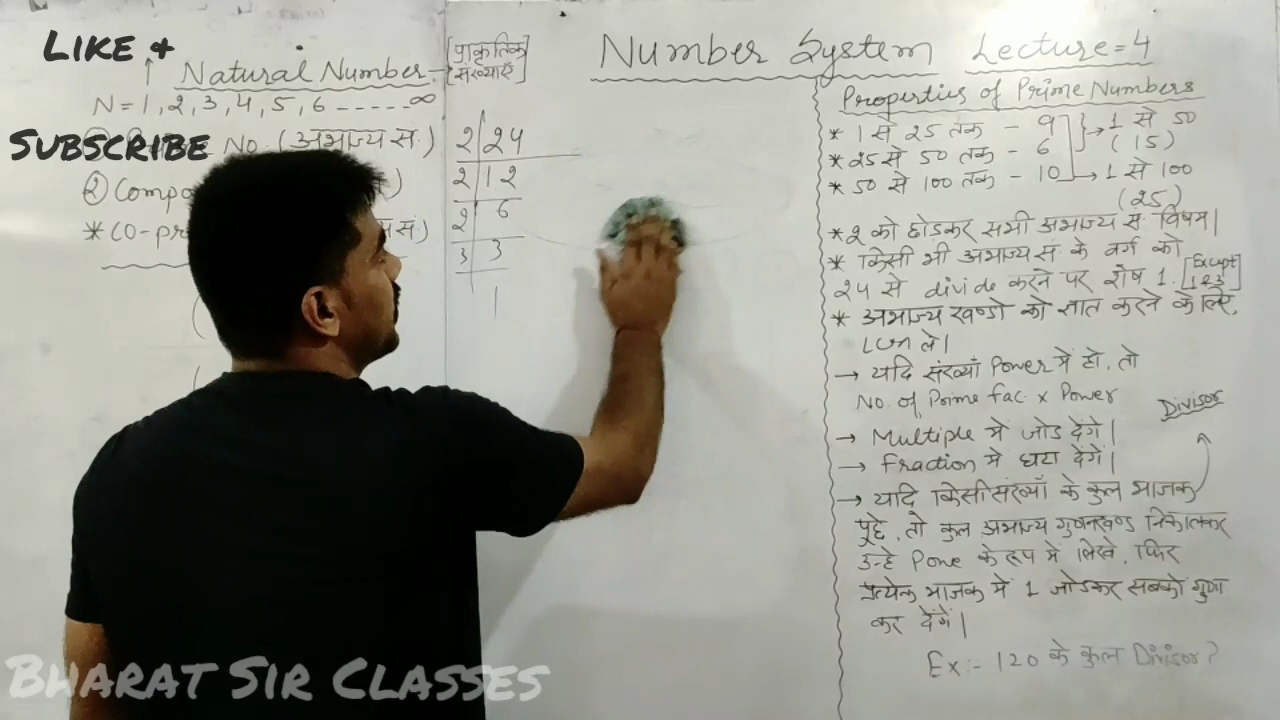 LIKE &
SUBSCRIBE
Natural Number → [प्राकृतिक संख्याएँ]
N = 1, 2, 3, 4, 5, 6 ----- ∞
No. (अभाज्य सं.)
② Compo
* Co-pr
सं)
2 | 24
2 | 12
2 | 6
3 | 3
1
Number System Lecture = 4
Properties of Prime Numbers
* 1 से 25 तक - 9
* 25 से 50 तक - 6
→ 1 से 50
(15)
* 50 से 100 तक - 10 → 1 से 100
(25)
* 2 को छोडकर सभी अभाज्य सं विषम।
* किसी भी अभाज्य सं के वर्ग को
24 से divide करने पर शेष 1. [Except 2 & 3]
* अभाज्य खण्डो को ज्ञात करने के लिए,
LCM ले।
→ यदि संख्याँ Power में हो, तो
No. of Prime fac. x Power
→ Multiple में जोड देंगे।
→ Fraction में घटा देंगें।
Divisor
→ यदि किसी संख्याँ के कुल भाजक
पूछे, तो कुल अभाज्य गुणनखण्ड निकालकर
उन्हे Powe के रूप में लिखे, फिर
प्रत्येक भाजक में 1 जोडकर सबको गुणा
कर देंगें।
Ex:- 120 के कुल Divisor?
BHARAT SIR CLASSES